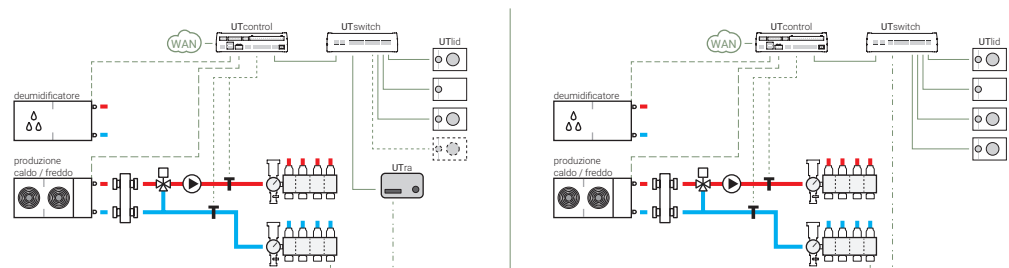 UTcontrol
UTswitch
WAN
UTlid
deumidificatore
produzione
caldo / freddo
UTra
UTcontrol
UTswitch
WAN
UTlid
deumidificatore
produzione
caldo / freddo